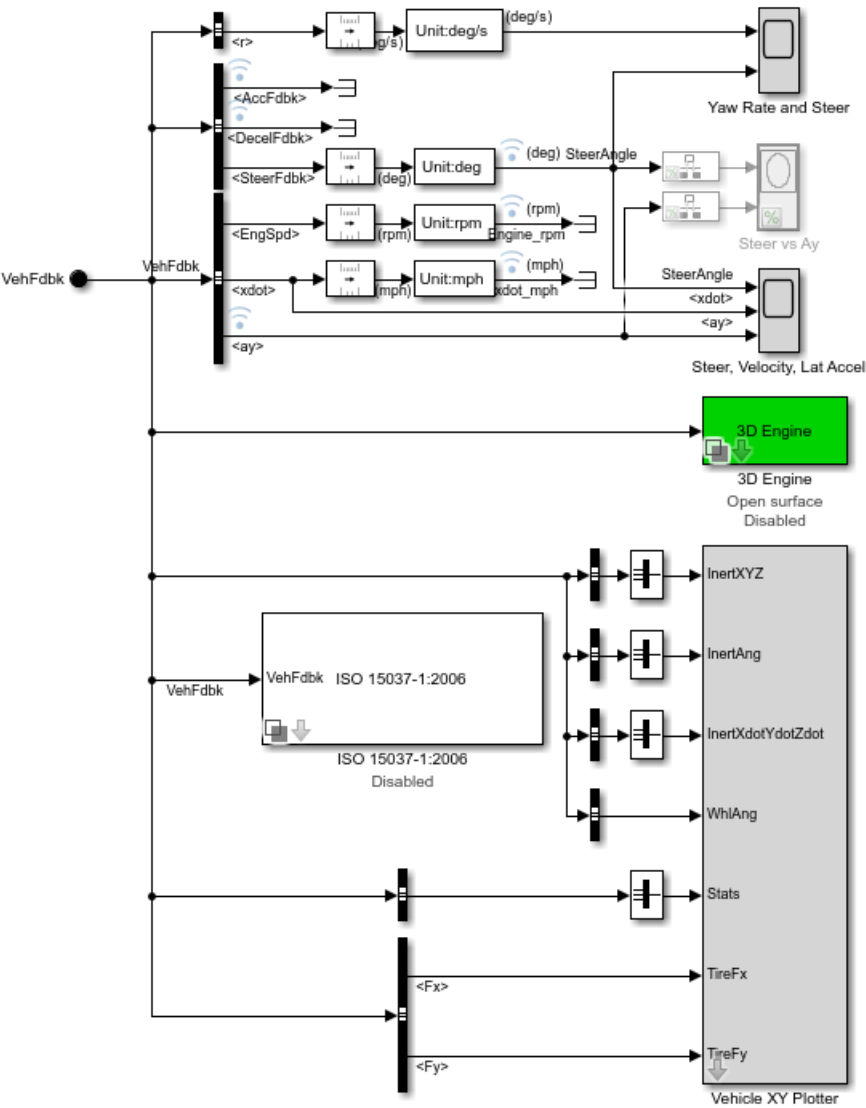 (deg/s)
<r>
eg/s)
Unit:deg/s
Yaw Rate and Steer
<AccFdbk>
<DecelFdbk>
<SteerFdbk>
(deg)
Unit:deg
(deg) SteerAngle
<EngSpd>
(rpm)
Unit:rpm
(rpm)
Engine_rpm
%
Steer vs Ay
VehFdbk
VehFdbk
<xdot>
(mph)
Unit:mph
(mph)
xdot_mph
SteerAngle
<xdot>
<ay>
<ay>
Steer, Velocity, Lat Accel
3D Engine
3D Engine
Open surface
Disabled
InertXYZ
InertAng
InertXdotYdotZdot
WhlAng
Stats
TireFx
TireFy
VehFdbk
VehFdbk
ISO 15037-1:2006
ISO 15037-1:2006
Disabled
<Fx>
<Fy>
Vehicle XY Plotter